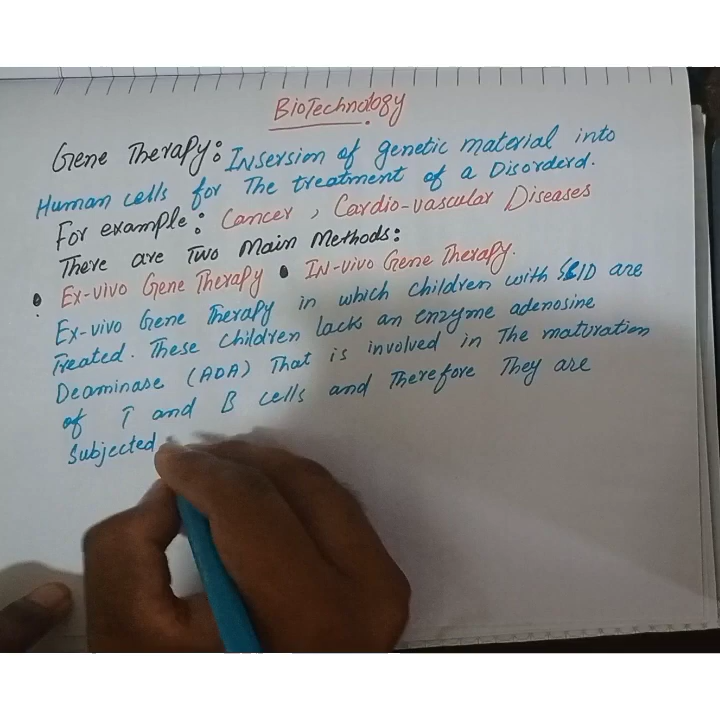 BioTechnology
Gene Therapy: Insersion of genetic material into
Human cells for The treatment of a Disorderd.
For example: Cancer, Cardio-vascular Diseases
There are Two Main Methods:
• Ex-vivo Gene Therapy • IN-vivo Gene Therapy.
Ex-vivo Gene Therapy in which children with SCID are
Treated. These Children lack an enzyme adenosine
Deaminase (ADA) That is involved in The maturation
of T and B cells and Therefore They are
Subjected